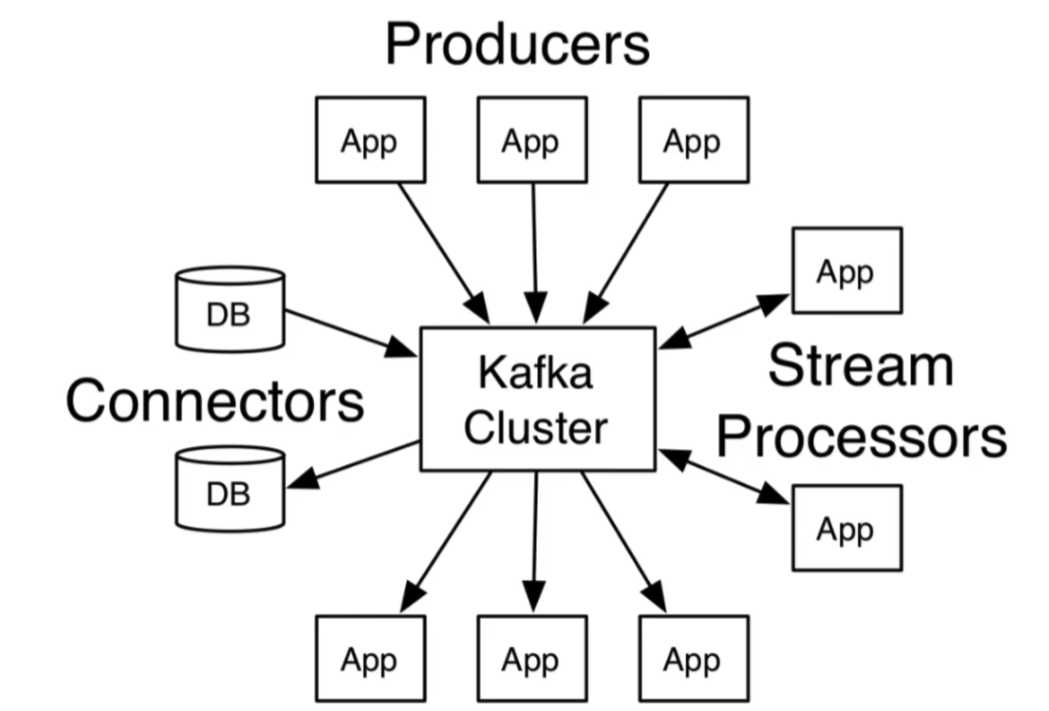 Producers
App
App
App
DB
App
Connectors
Kafka
Cluster
Stream
Processors
DB
App
App
App
App